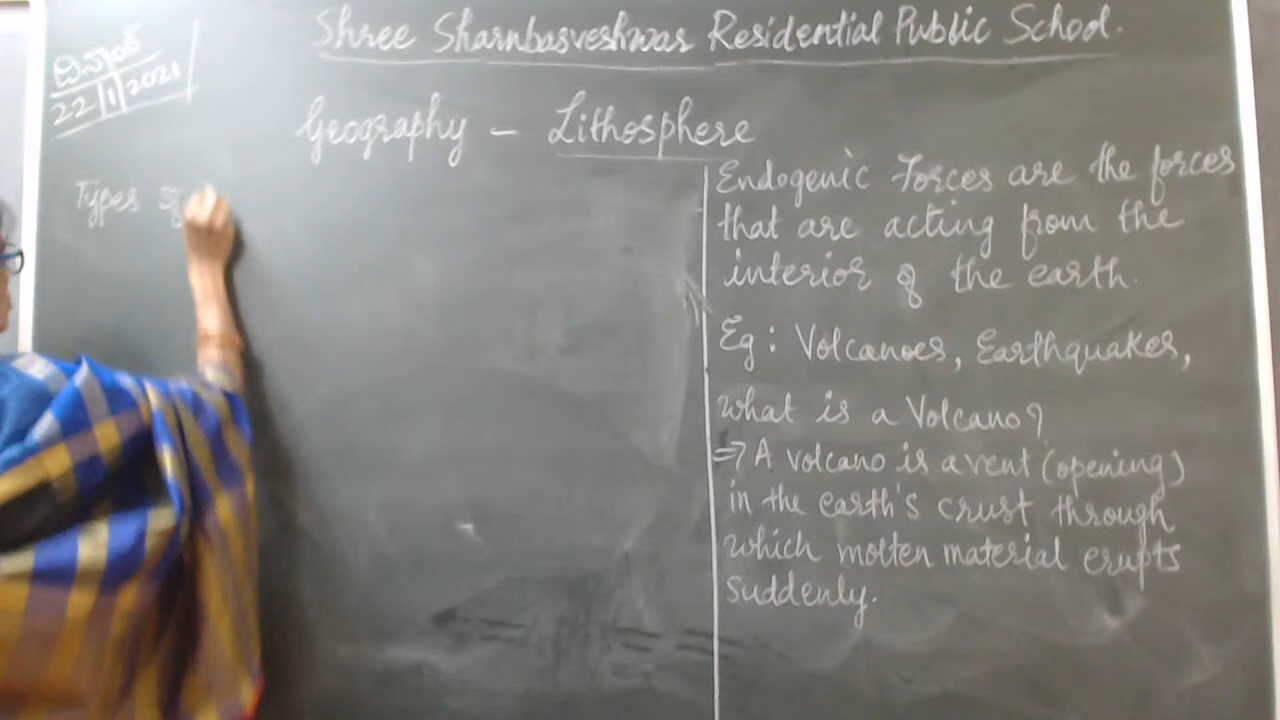 Shree Sharnbasveshwar Residential Public School.
ದಿನಾಂಕ
22/1/2021
Geography - Lithosphere
Types of
Endogenic Forces are the forces
that are acting from the
interior of the earth.
Eg: Volcanoes, Earthquakes,
What is a Volcano?
⇒ A volcano is a vent (opening)
in the earth's crust through
which molten material erupts
suddenly.